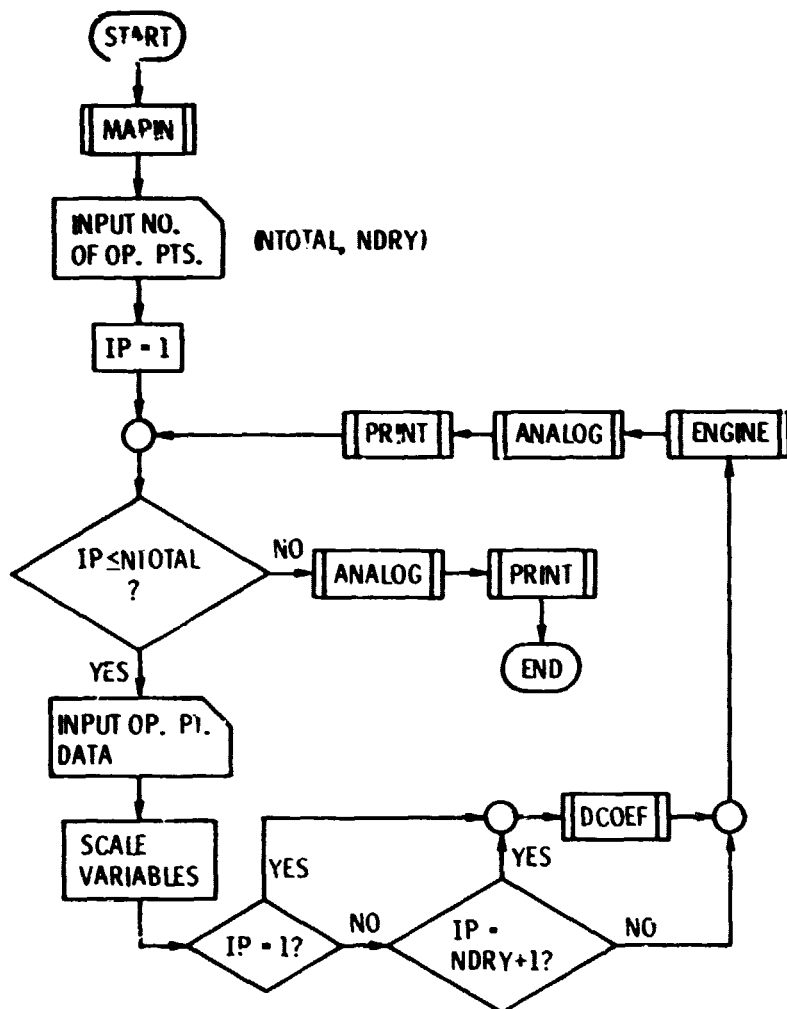 START
MAPIN
INPUT NO.
OF OP. PTS.
(NTOTAL, NDRY)
IP = 1
PRINT
ANALOG
ENGINE
IP ≤ NTOTAL
?
NO
ANALOG
PRINT
END
YES
INPUT OP. PT.
DATA
SCALE
VARIABLES
YES
DCOEF
YES
IP = 1?
NO
IP =
NDRY+1?
NO